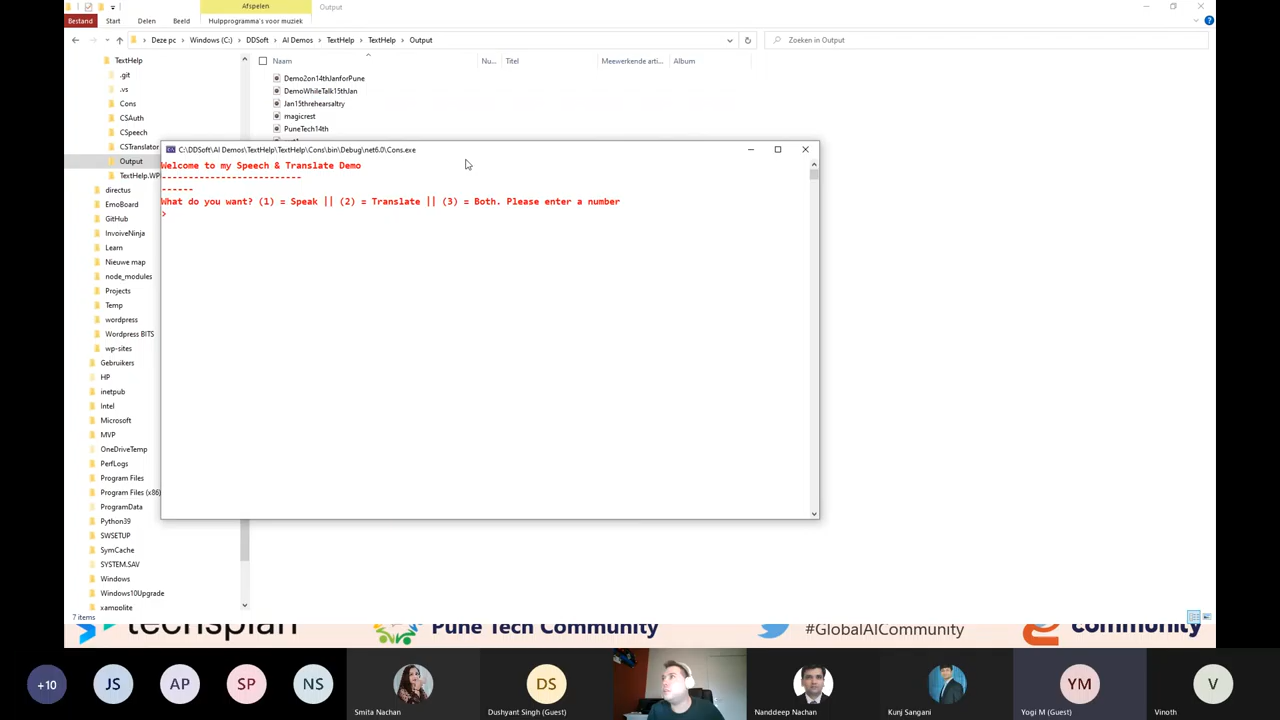 Afspelen
Output
Bestand
Start
Delen
Beeld
Hulpprogramma's voor muziek
Deze pc > Windows (C:) > DDSoft > AI Demos > TextHelp > TextHelp > Output
Zoeken in Output
Naam
Nu...
Titel
Meewerkende arti...
Album
TextHelp
.git
.vs
Cons
CSAuth
CSpeech
CSTranslator
Output
TextHelp.WP
directus
EmoBoard
GitHub
InvoiveNinja
Learn
Nieuwe map
node_modules
Projects
Temp
wordpress
Wordpress BITS
wp-sites
Gebruikers
HP
inetpub
Intel
Microsoft
MVP
OneDriveTemp
PerfLogs
Program Files
Program Files (x86)
ProgramData
Python39
SWSETUP
SymCache
SYSTEM.SAV
Windows
Windows10Upgrade
xampplite
7 items
Demo2on14thJanforPune
DemoWhileTalk15thJan
Jan15threhearsaltry
magicrest
PuneTech14th
C:\DDSoft\AI Demos\TextHelp\TextHelp\Cons\bin\Debug\net6.0\Cons.exe
Welcome to my Speech & Translate Demo
--------------------------
------
What do you want? (1) = Speak || (2) = Translate || (3) = Both. Please enter a number
>
Pune Tech Community
#GlobalAICommunity
community
+10
JS
AP
SP
NS
Smita Nachan
DS
Dushyant Singh (Guest)
Nanddeep Nachan
Kunj Sangani
YM
Yogi M (Guest)
V
Vinoth